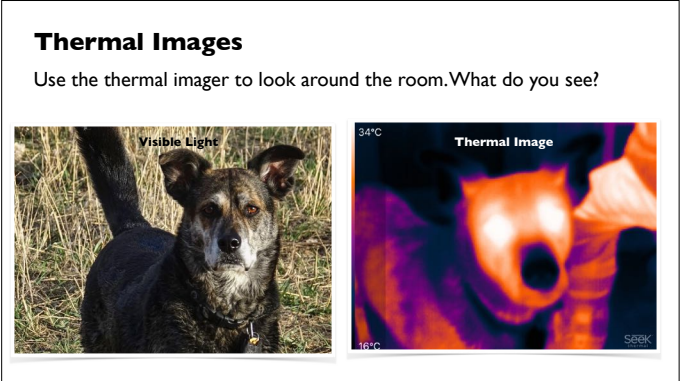 Thermal Images
Use the thermal imager to look around the room. What do you see?
Visible Light
34°C
Thermal Image
16°C
Seek
thermal